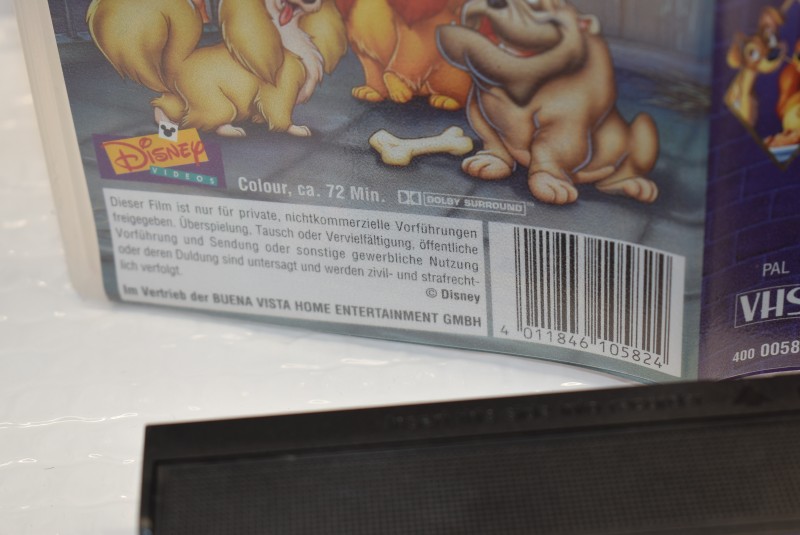 Disney
VIDEOS
Colour, ca. 72 Min.
DOLBY SURROUND
Dieser Film ist nur für private, nichtkommerzielle Vorführungen
freigegeben. Überspielung, Tausch oder Vervielfältigung, öffentliche
Vorführung und Sendung oder sonstige gewerbliche Nutzung
oder deren Duldung sind untersagt und werden zivil- und strafrecht-
lich verfolgt.
© Disney
Im Vertrieb der BUENA VISTA HOME ENTERTAINMENT GMBH
4 011846 105824
PAL
VHS
400 0058